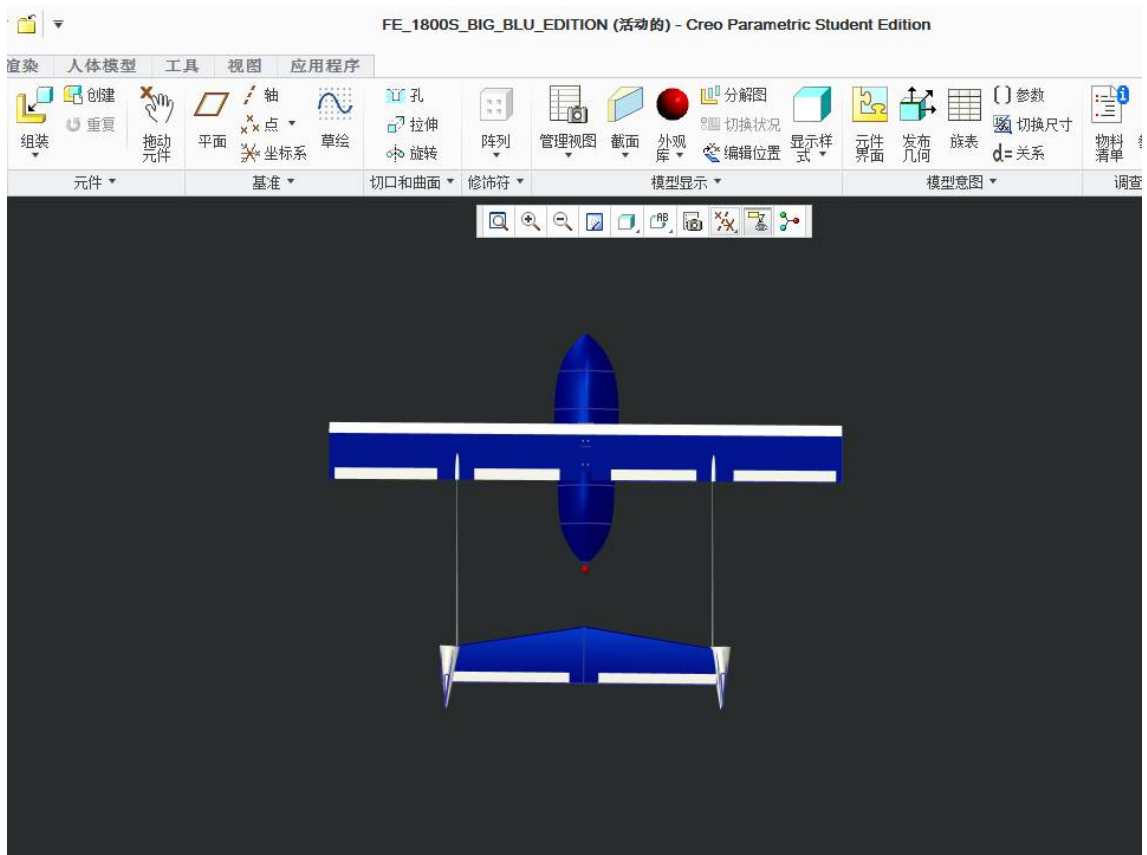 FE_1800S_BIG_BLU_EDITION (活动的) - Creo Parametric Student Edition
渲染 人体模型 工具 视图 应用程序
组装
创建
重复
拖动
元件
平面
轴
点
坐标系
草绘
孔
拉伸
旋转
阵列
管理视图
截面
外观
库
分解图
切换状况
编辑位置
显示样
式
元件
界面
发布
几何
族表
参数
切换尺寸
d=关系
物料
清单
元件 基准 切口和曲面 修饰符 模型显示 模型意图 调查